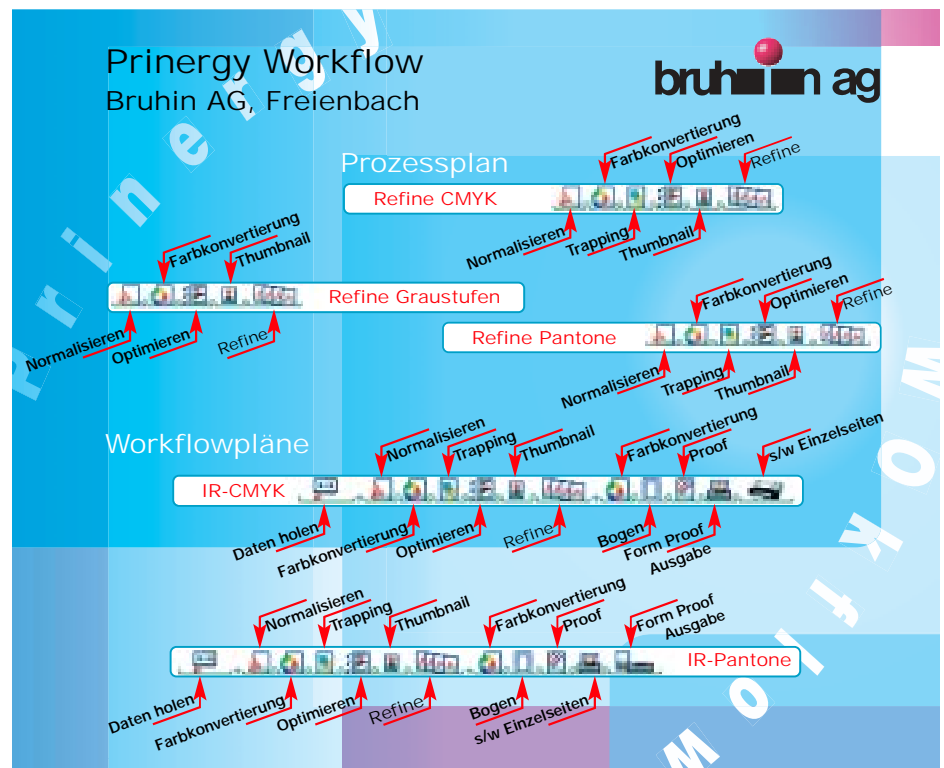 Prinergy Workflow
Bruhin AG, Freienbach
bruhin ag
Prinergy
Workflow
Prozessplan
Farbkonvertierung
Optimieren
Refine
Refine CMYK
Normalisieren
Trapping
Thumbnail
Farbkonvertierung
Thumbnail
Refine Graustufen
Normalisieren
Optimieren
Refine
Farbkonvertierung
Optimieren
Refine
Refine Pantone
Normalisieren
Trapping
Thumbnail
Workflowpläne
Normalisieren
Trapping
Thumbnail
Farbkonvertierung
Proof
s/w Einzelseiten
IR-CMYK
Daten holen
Farbkonvertierung
Optimieren
Refine
Bogen
Form Proof
Ausgabe
Normalisieren
Trapping
Thumbnail
Farbkonvertierung
Proof
Form Proof
Ausgabe
IR-Pantone
Daten holen
Farbkonvertierung
Optimieren
Refine
Bogen
s/w Einzelseiten